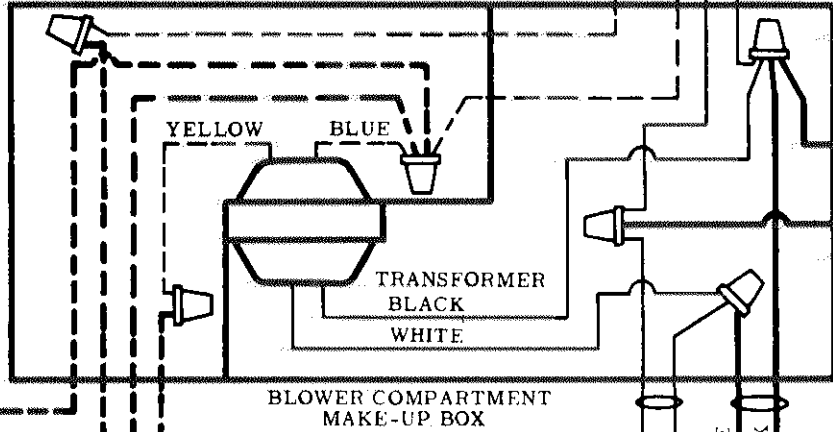 YELLOW
BLUE
TRANSFORMER
BLACK
WHITE
BLOWER COMPARTMENT
MAKE-UP BOX